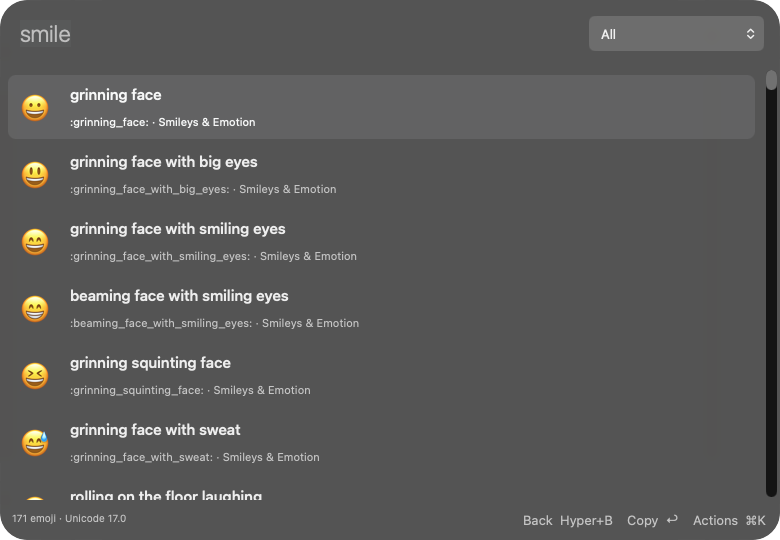 smile
All
grinning face
:grinning_face: · Smileys & Emotion
grinning face with big eyes
:grinning_face_with_big_eyes: · Smileys & Emotion
grinning face with smiling eyes
:grinning_face_with_smiling_eyes: · Smileys & Emotion
beaming face with smiling eyes
:beaming_face_with_smiling_eyes: · Smileys & Emotion
grinning squinting face
:grinning_squinting_face: · Smileys & Emotion
grinning face with sweat
:grinning_face_with_sweat: · Smileys & Emotion
rolling on the floor laughing
171 emoji · Unicode 17.0
Back Hyper+B Copy ↩ Actions ⌘K